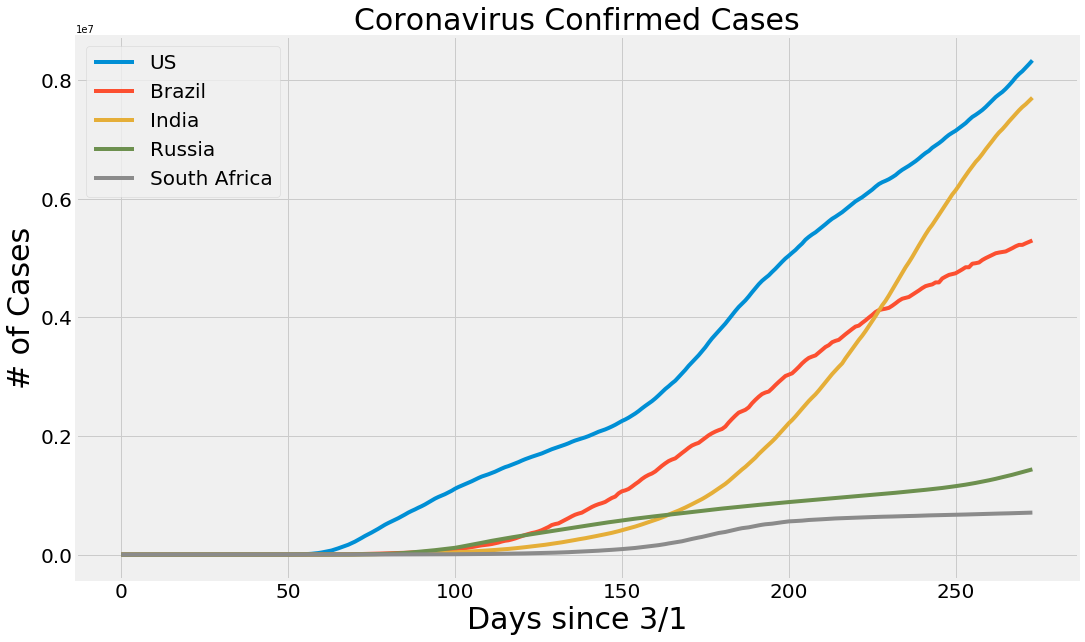 Coronavirus Confirmed Cases
1e7
US
Brazil
India
Russia
South Africa
# of Cases
0.8
0.6
0.4
0.2
0.0
0 50 100 150 200 250
Days since 3/1